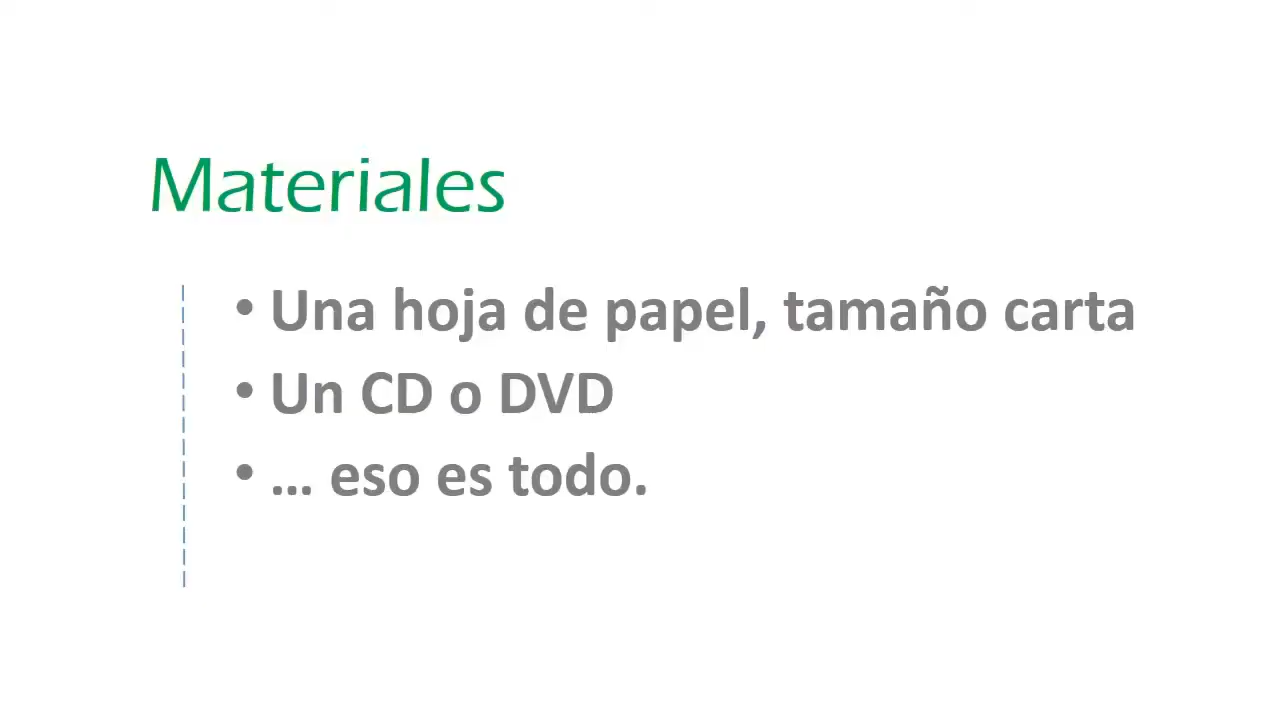 Materiales
• Una hoja de papel, tamaño carta
• Un CD o DVD
• ... eso es todo.